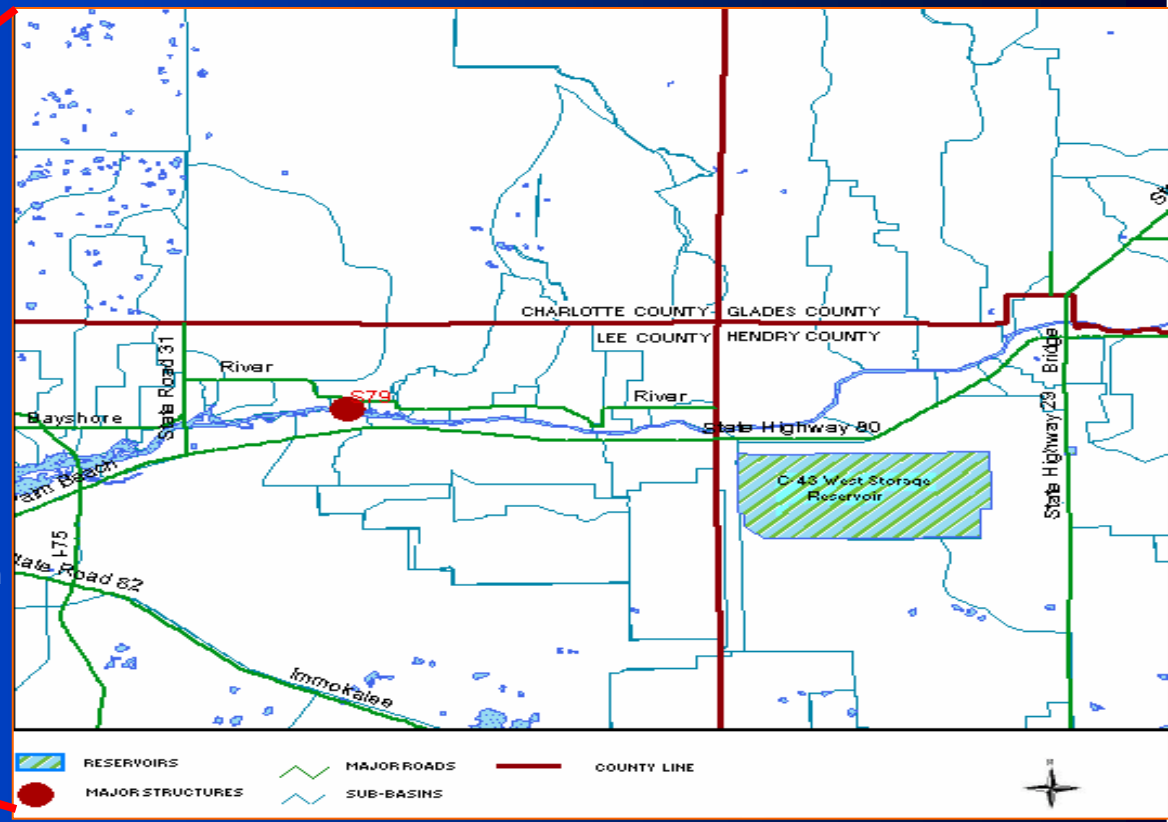 CHARLOTTE COUNTY GLADES COUNTY
LEE COUNTY HENDRY COUNTY
State Road 31
River
S79
River
Bayshore
State Highway 80
State Highway 29 Bridge
C-43 West Storage
Reservoir
Palm Beach
I-75
State Road 82
Immokalee
RESERVOIRS
MAJOR ROADS
COUNTY LINE
MAJOR STRUCTURES
SUB-BASINS